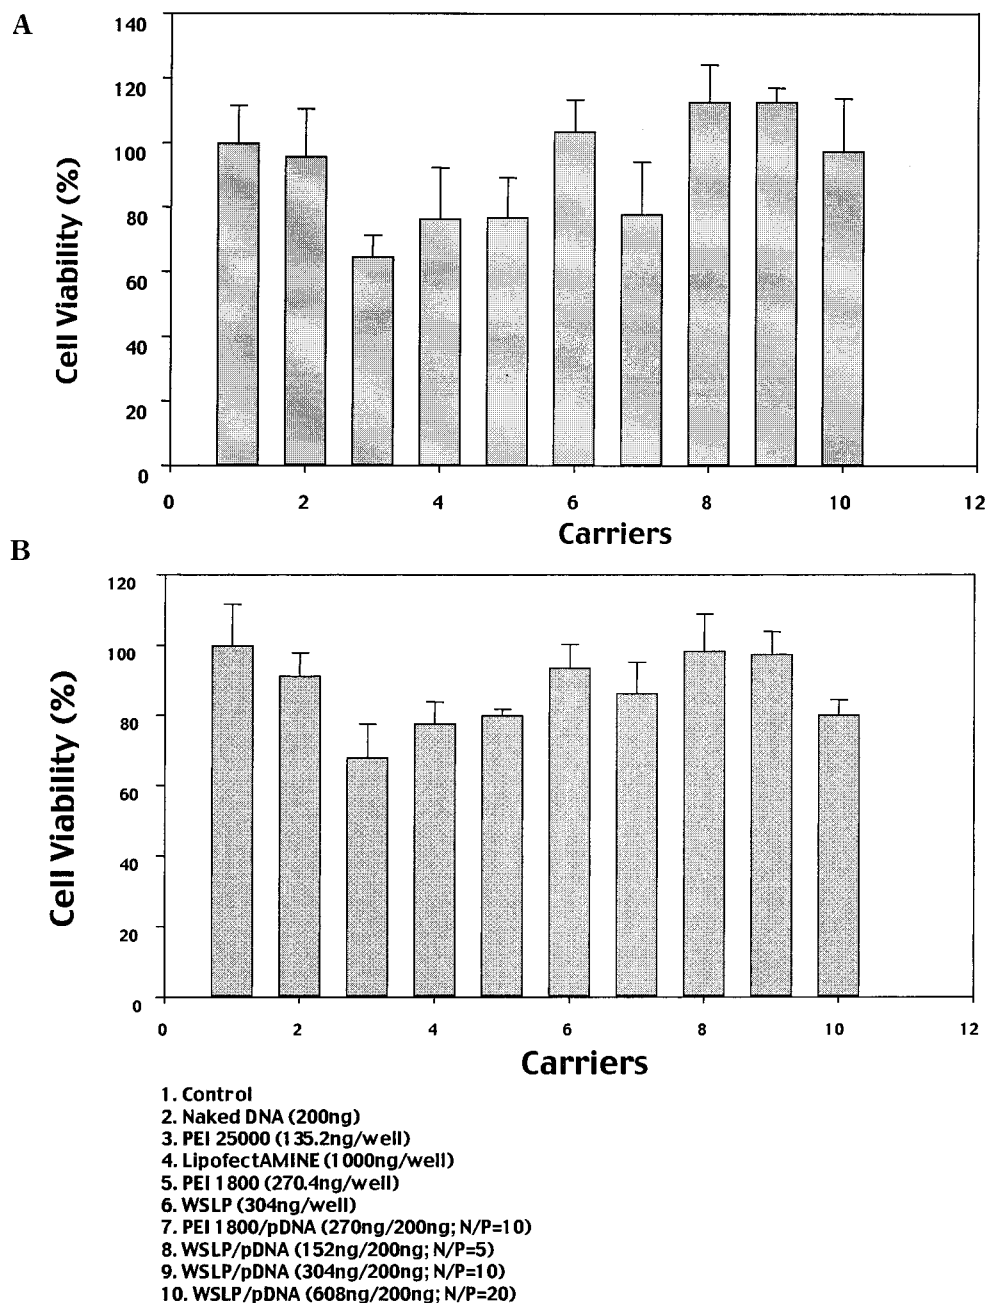 A
140
120
100
80
60
40
20
0
Cell Viability (%)
0 2 4 6 8 10 12
Carriers
B
120
100
80
60
40
20
0
Cell Viability (%)
0 2 4 6 8 10 12
Carriers
1. Control
2. Naked DNA (200ng)
3. PEI 25000 (135.2ng/well)
4. LipofectAMINE (1000ng/well)
5. PEI 1800 (270.4ng/well)
6. WSLP (304ng/well)
7. PEI 1800/pDNA (270ng/200ng; N/P=10)
8. WSLP/pDNA (152ng/200ng; N/P=5)
9. WSLP/pDNA (304ng/200ng; N/P=10)
10. WSLP/pDNA (608ng/200ng; N/P=20)